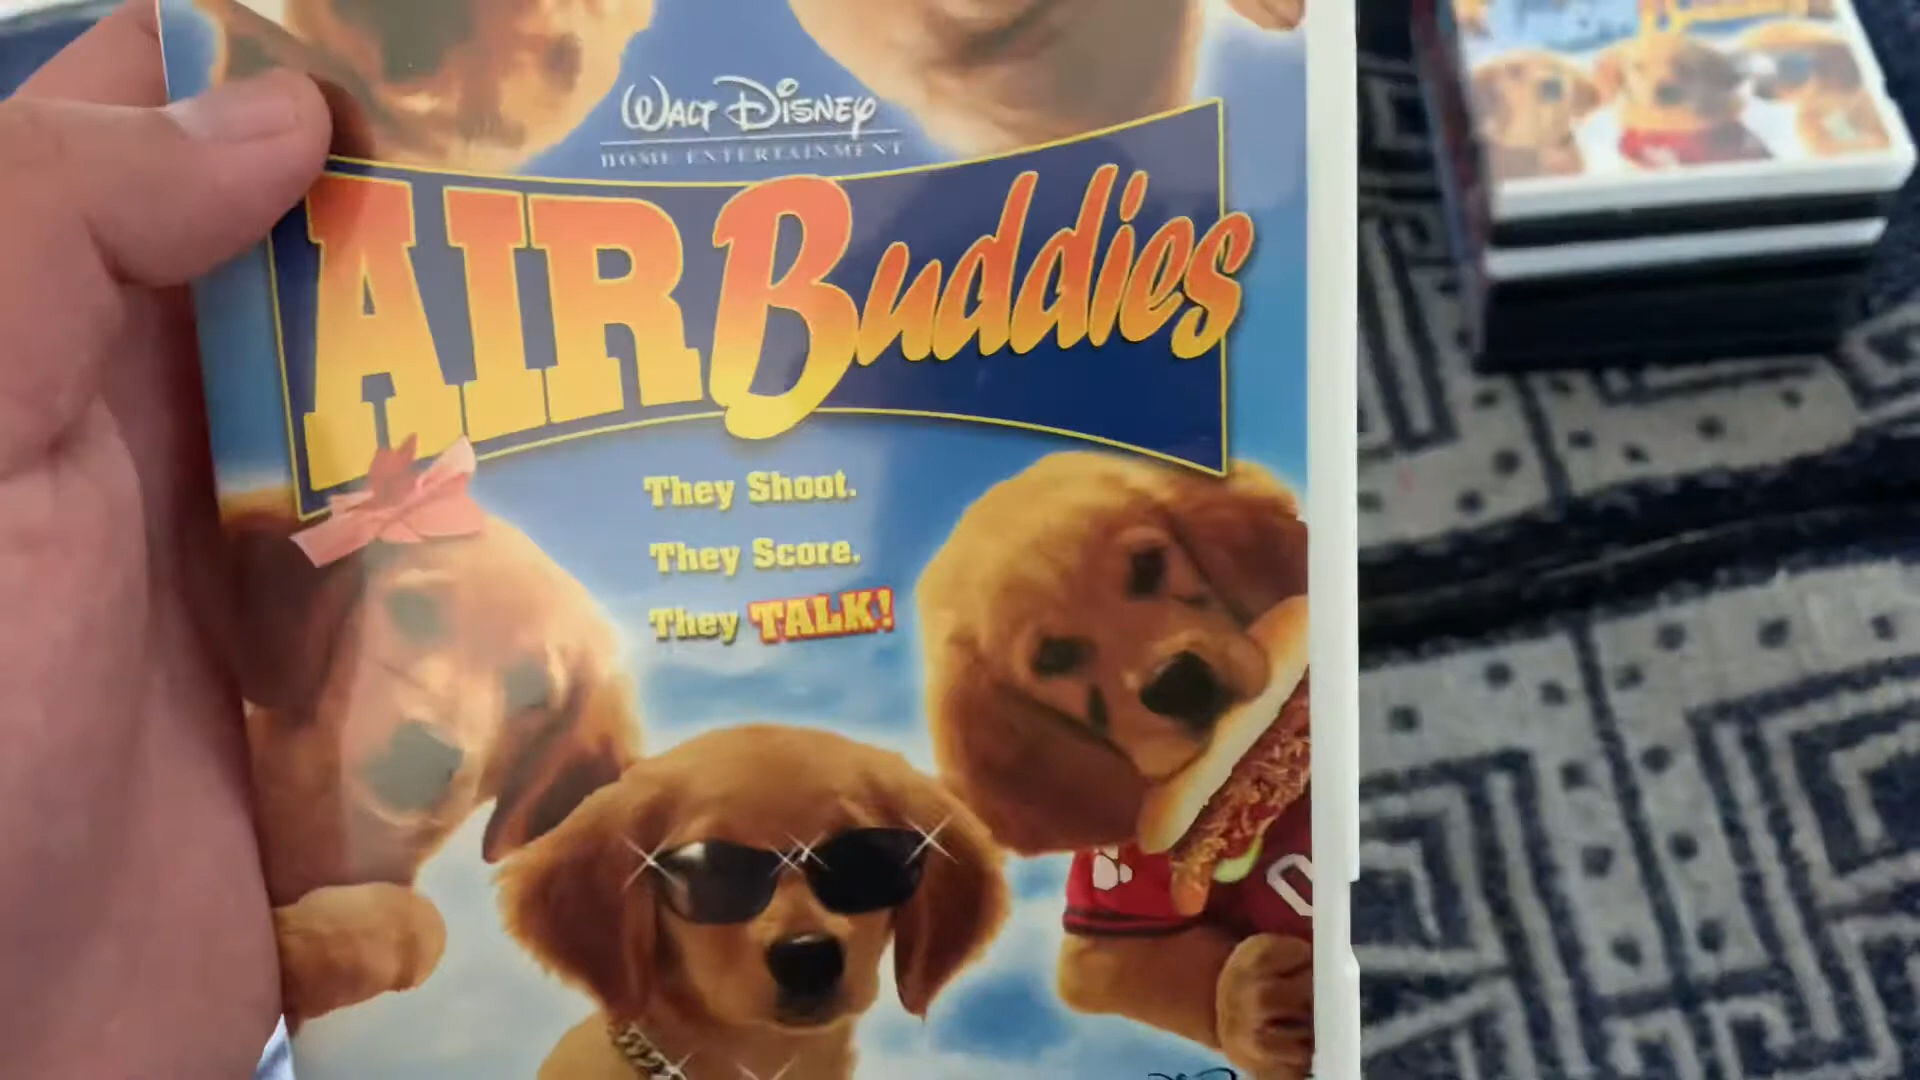 WALT DISNEY
HOME ENTERTAINMENT
AIR Buddies
They Shoot.
They Score.
They TALK!